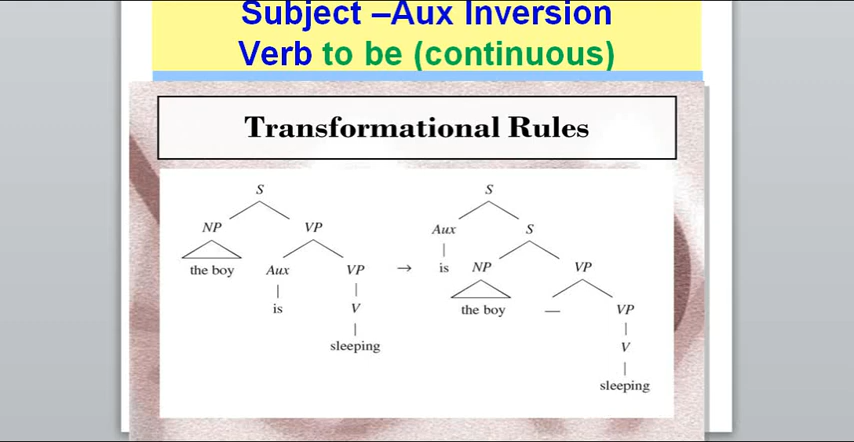 Subject –Aux Inversion
Verb to be (continuous)
Transformational Rules
S S
NP VP Aux S
the boy Aux VP → is NP VP
is V the boy — VP
sleeping V
sleeping